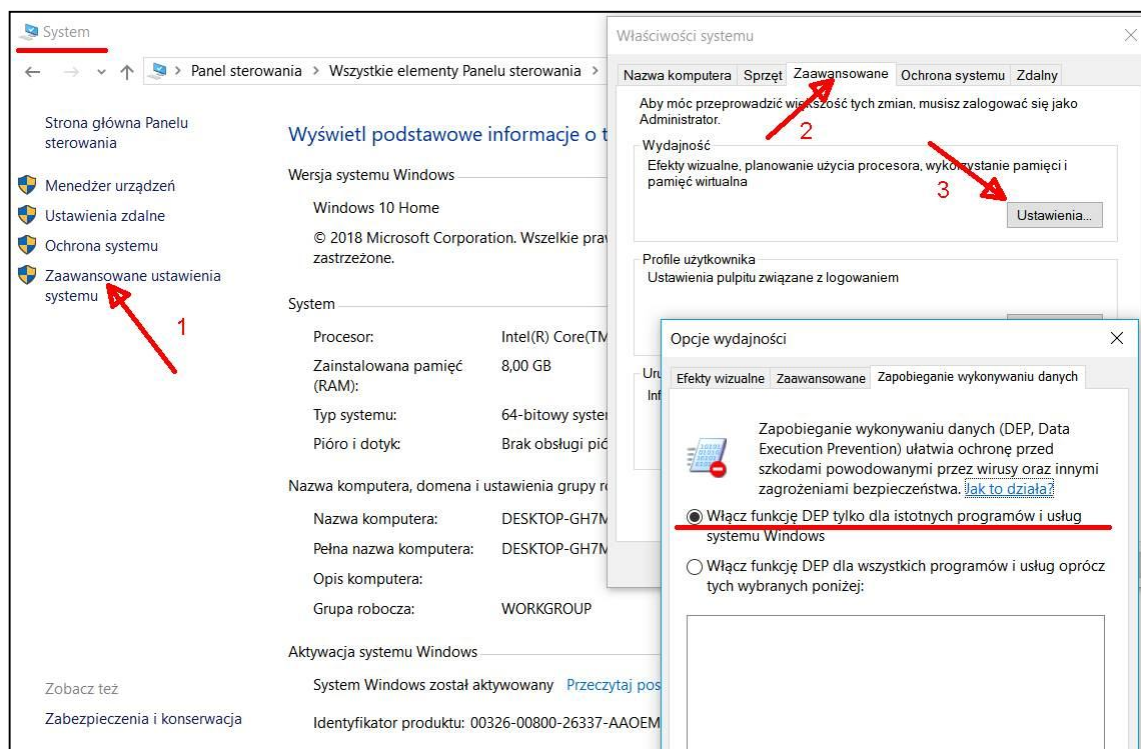 System
Panel sterowania > Wszystkie elementy Panelu sterowania >
Strona główna Panelu
sterowania
Menedżer urządzeń
Ustawienia zdalne
Ochrona systemu
Zaawansowane ustawienia
systemu
1
Zobacz też
Zabezpieczenia i konserwacja
Wyświetl podstawowe informacje o
Wersja systemu Windows
Windows 10 Home
© 2018 Microsoft Corporation. Wszelkie
zastrzeżone.
System
Procesor: Intel(R) Core(TM
Zainstalowana pamięć 8,00 GB
(RAM):
Typ systemu: 64-bitowy
Pióro i dotyk: Brak obsługi
Nazwa komputera, domena i ustawienia grupy
Nazwa komputera: DESKTOP-GH7M
Pełna nazwa komputera: DESKTOP-GH7M
Opis komputera:
Grupa robocza: WORKGROUP
Aktywacja systemu Windows
System Windows został aktywowany Przeczytaj
Identyfikator produktu: 00326-00800-26337-AAOEM
Właściwości systemu
Nazwa komputera Sprzęt Zaawansowane Ochrona systemu Zdalny
Aby móc przeprowadzić większość tych zmian, musisz zalogować się jako
Administrator.
2
Wydajność
Efekty wizualne, planowanie użycia procesora, wykorzystanie pamięci i
pamięć wirtualna
3
Ustawienia...
Profile użytkownika
Ustawienia pulpitu związane z logowaniem
Opcje wydajności
Efekty wizualne Zaawansowane Zapobieganie wykonywaniu danych
Zapobieganie wykonywaniu danych (DEP, Data
Execution Prevention) ułatwia ochronę przed
szkodami powodowanymi przez wirusy oraz innymi
zagrożeniami bezpieczeństwa. Jak to działa?
Włącz funkcję DEP tylko dla istotnych programów i usług
systemu Windows
Włącz funkcję DEP dla wszystkich programów i usług oprócz
tych wybranych poniżej: